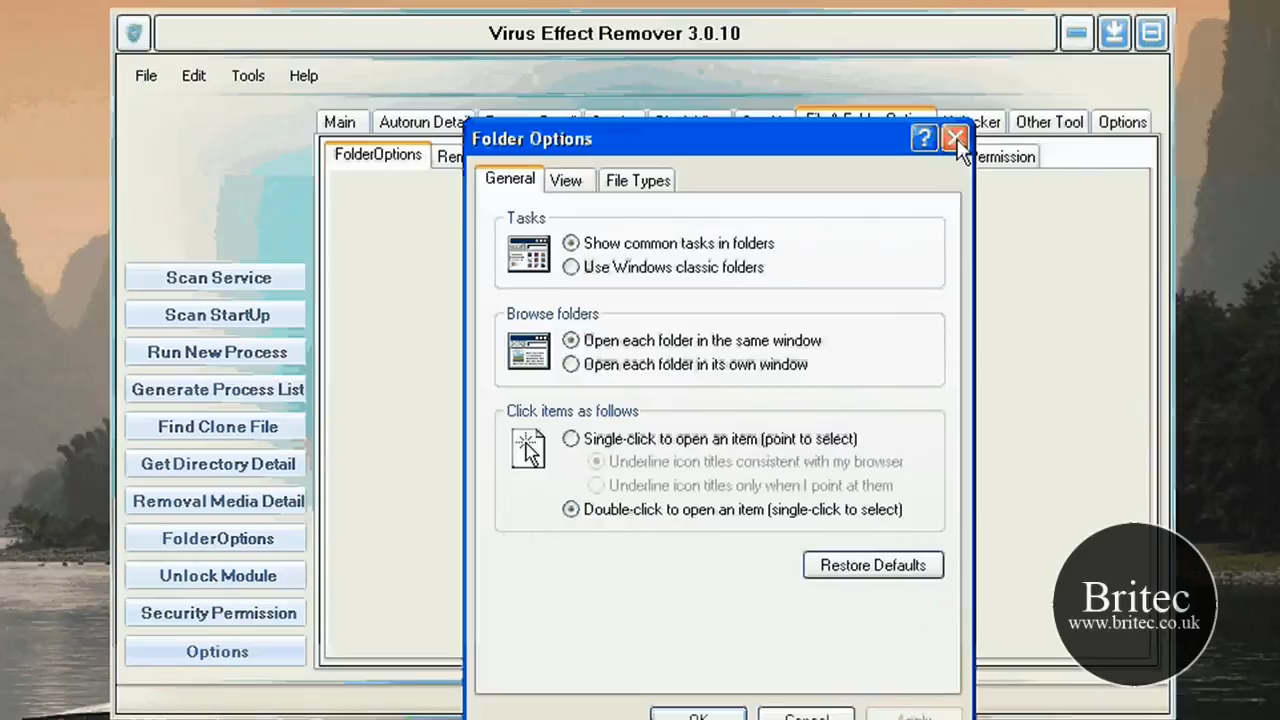 Virus Effect Remover 3.0.10
File Edit Tools Help
Main Autorun Other Tool Options
FolderOptions
Folder Options
General View File Types
Tasks
Show common tasks in folders
Use Windows classic folders
Browse folders
Open each folder in the same window
Open each folder in its own window
Click items as follows
Single-click to open an item (point to select)
Underline icon titles consistent with my browser
Underline icon titles only when I point at them
Double-click to open an item (single-click to select)
Restore Defaults
OK Cancel Apply
Scan Service
Scan StartUp
Run New Process
Generate Process List
Find Clone File
Get Directory Detail
Removal Media Detail
FolderOptions
Unlock Module
Security Permission
Options
Britec
www.britec.co.uk